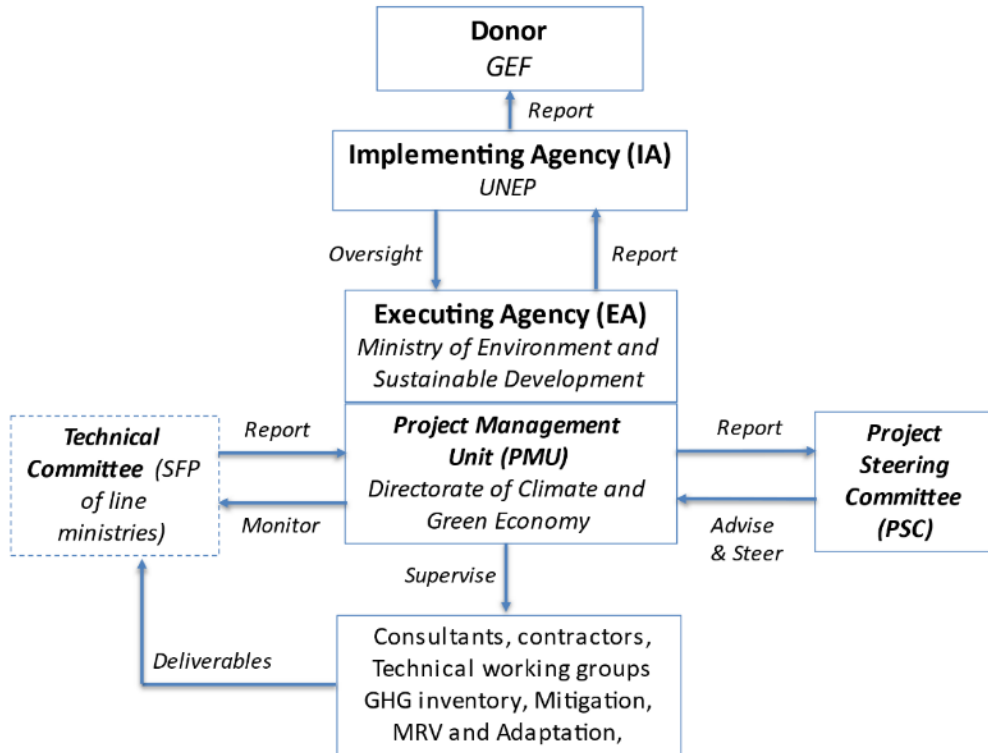 Donor
GEF
Report
Implementing Agency (IA)
UNEP
Oversight
Report
Executing Agency (EA)
Ministry of Environment and
Sustainable Development
Technical
Committee (SFP
of line
ministries)
Report
Monitor
Project Management
Unit (PMU)
Directorate of Climate and
Green Economy
Report
Advise
& Steer
Project
Steering
Committee
(PSC)
Supervise
Deliverables
Consultants, contractors,
Technical working groups
GHG inventory, Mitigation,
MRV and Adaptation,